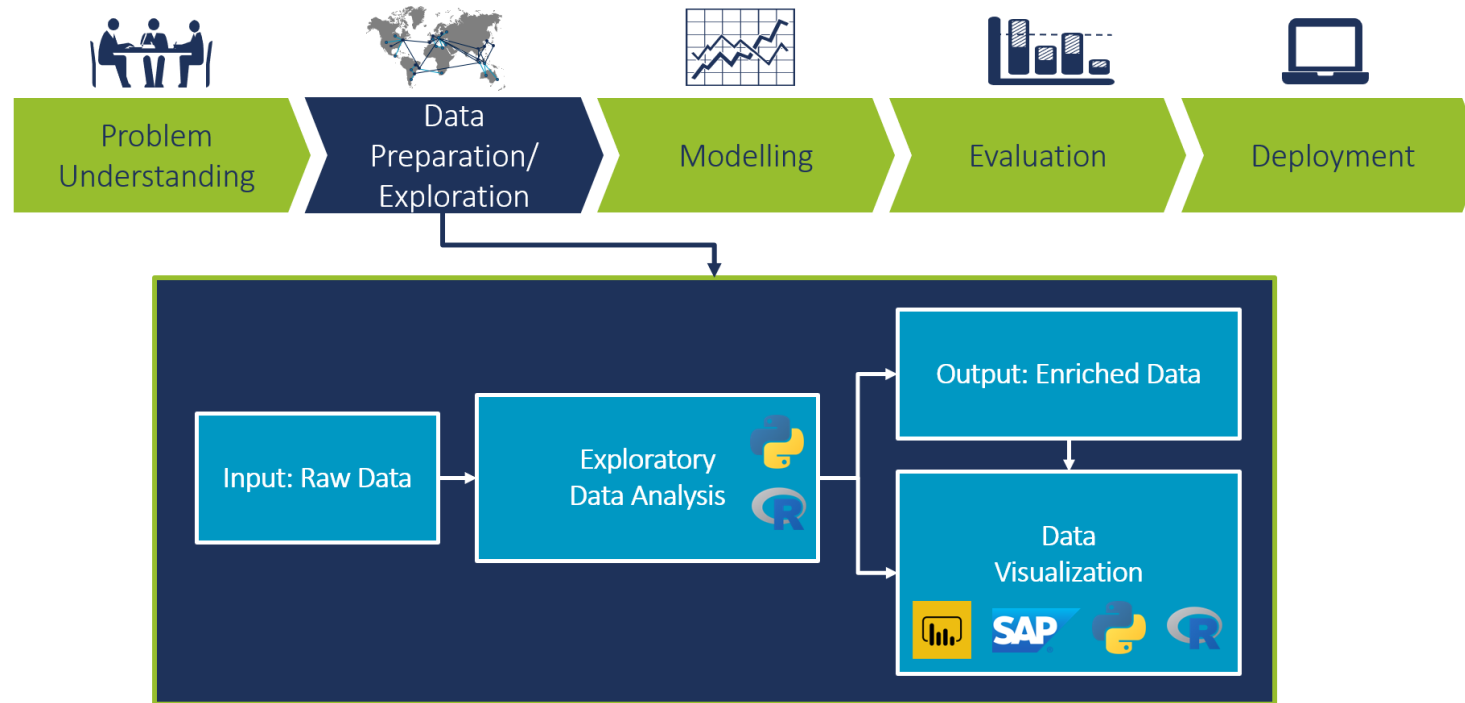 Problem
Understanding
Data
Preparation/
Exploration
Modelling
Evaluation
Deployment
Input: Raw Data
Exploratory
Data Analysis
R
Output: Enriched Data
Data
Visualization
SAP
R